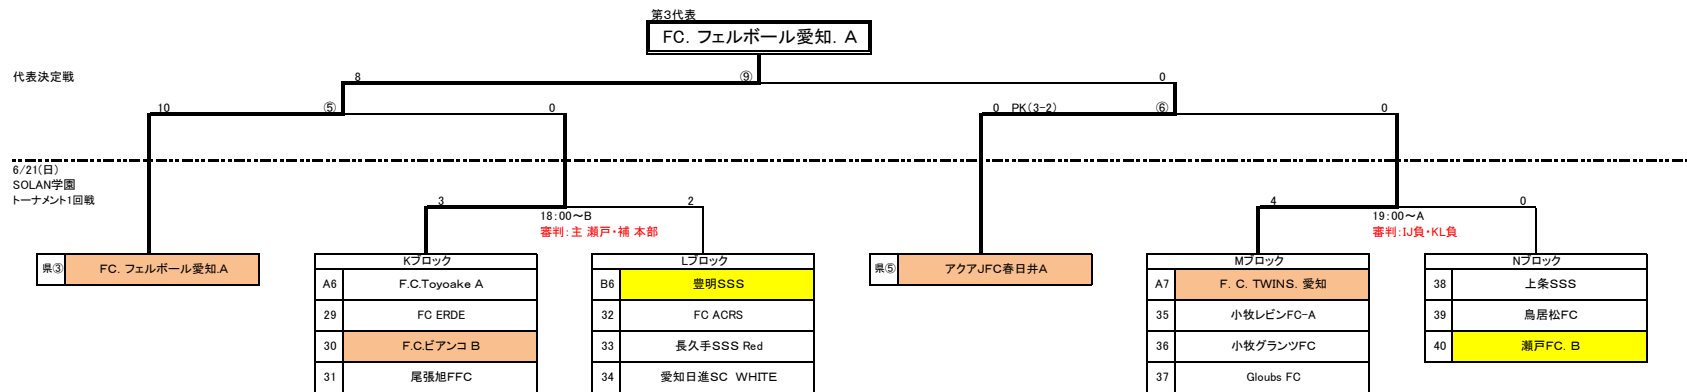 第3代表
FC. フェルボール愛知. A
代表決定戦
8 ⑨ 0
10 ⑤ 0 0 PK(3-2) ⑥ 0
6/21(日)
SOLAN学園
トーナメント1回戦
3 2 4 0
18:00～B 19:00～A
審判:主 瀬戸・補 本部 審判:IJ負・KL負
県③ FC. フェルボール愛知.A Kブロック Lブロック 県⑤ アクアJFC春日井A Mブロック Nブロック
A6 F.C.Toyoake A B6 豊明SSS A7 F. C. TWINS. 愛知 38 上条SSS
29 FC ERDE 32 FC ACRS 35 小牧レビンFC-A 39 鳥居松FC
30 F.C.ビアンコ B 33 長久手SSS Red 36 小牧グランツFC 40 瀬戸FC. B
31 尾張旭FFC 34 愛知日進SC WHITE 37 Gloubs FC